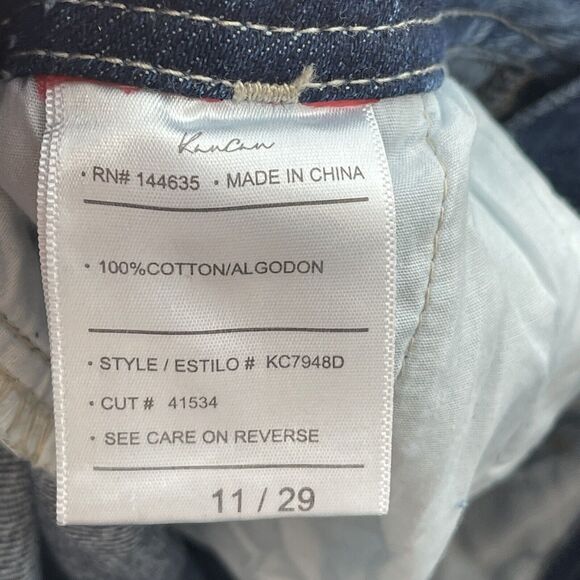 KanCan
• RN# 144635 • MADE IN CHINA
• 100%COTTON/ALGODON
• STYLE / ESTILO # KC7948D
• CUT # 41534
• SEE CARE ON REVERSE
11 / 29